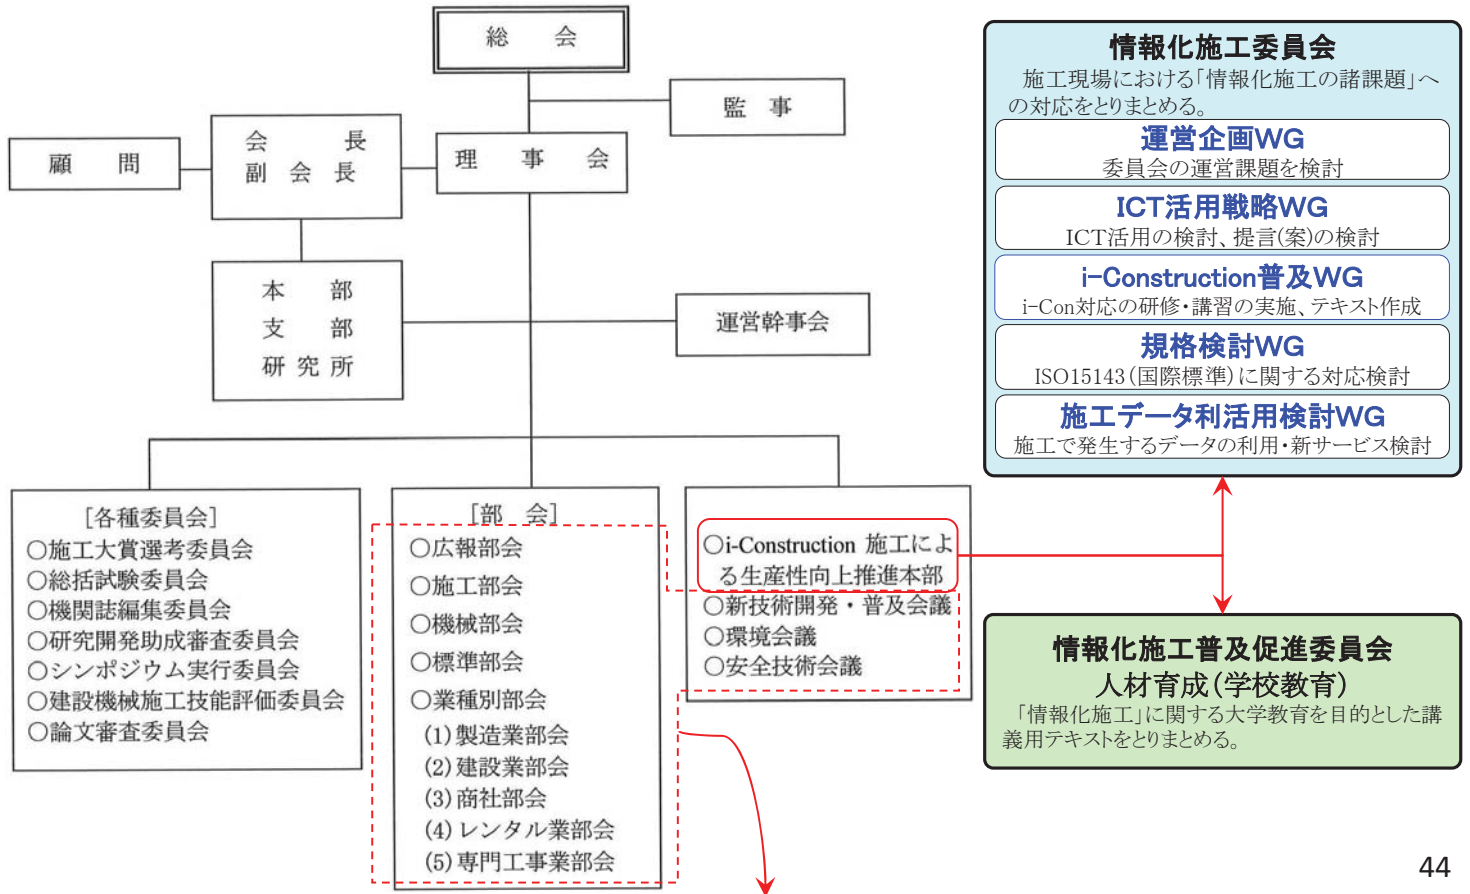 総　会
監　事
顧　問
会　　　長
副　会　長
理　事　会
本　　部
支　　部
研 究 所
運営幹事会
[各種委員会]
○施工大賞選考委員会
○総括試験委員会
○機関誌編集委員会
○研究開発助成審査委員会
○シンポジウム実行委員会
○建設機械施工技能評価委員会
○論文審査委員会
[部　会]
○広報部会
○施工部会
○機械部会
○標準部会
○業種別部会
(1)製造業部会
(2)建設業部会
(3)商社部会
(4)レンタル業部会
(5)専門工事業部会
○i-Construction 施工によ
る生産性向上推進本部
○新技術開発・普及会議
○環境会議
○安全技術会議
情報化施工委員会
施工現場における「情報化施工の諸課題」へ
の対応をとりまとめる。
運営企画WG
委員会の運営課題を検討
ICT活用戦略WG
ICT活用の検討、提言(案)の検討
i-Construction普及WG
i-Con対応の研修・講習の実施、テキスト作成
規格検討WG
ISO15143(国際標準)に関する対応検討
施工データ利活用検討WG
施工で発生するデータの利用・新サービス検討
情報化施工普及促進委員会
人材育成(学校教育)
「情報化施工」に関する大学教育を目的とした講
義用テキストをとりまとめる。
44